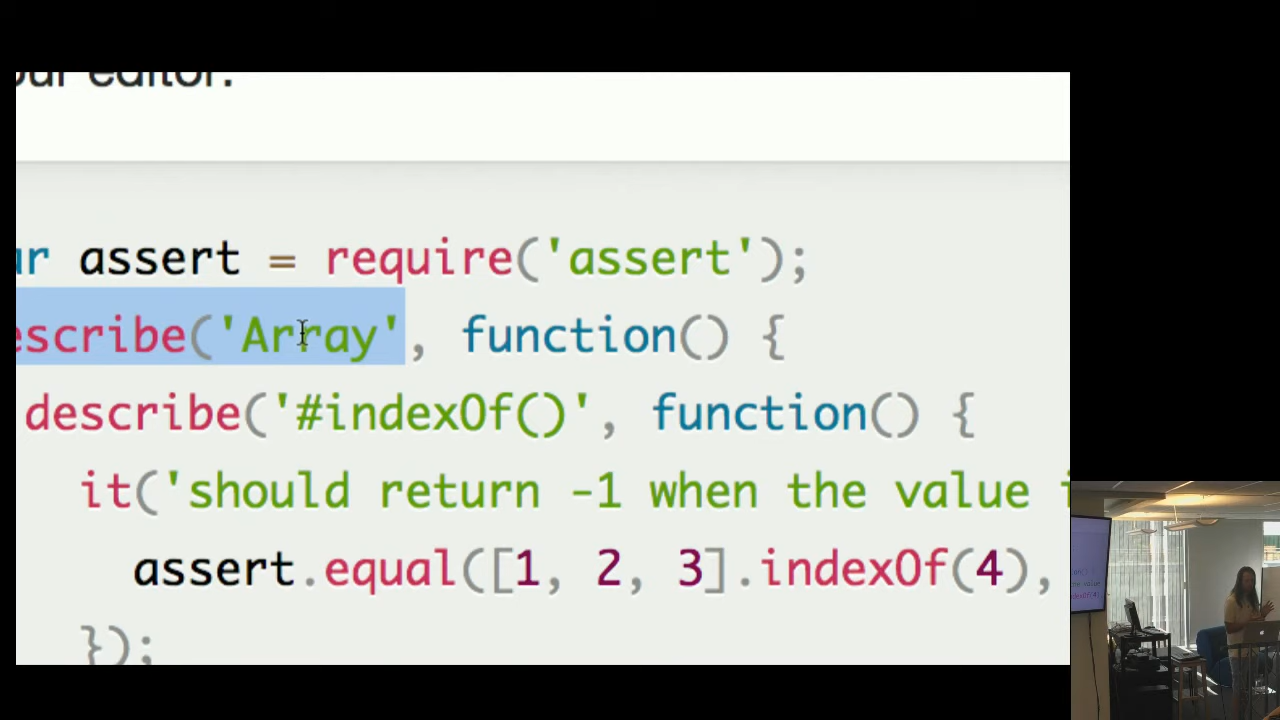 our editor.
ar assert = require('assert');
escribe('Array', function() {
describe('#indexOf()', function() {
it('should return -1 when the value i
assert.equal([1, 2, 3].indexOf(4),
});